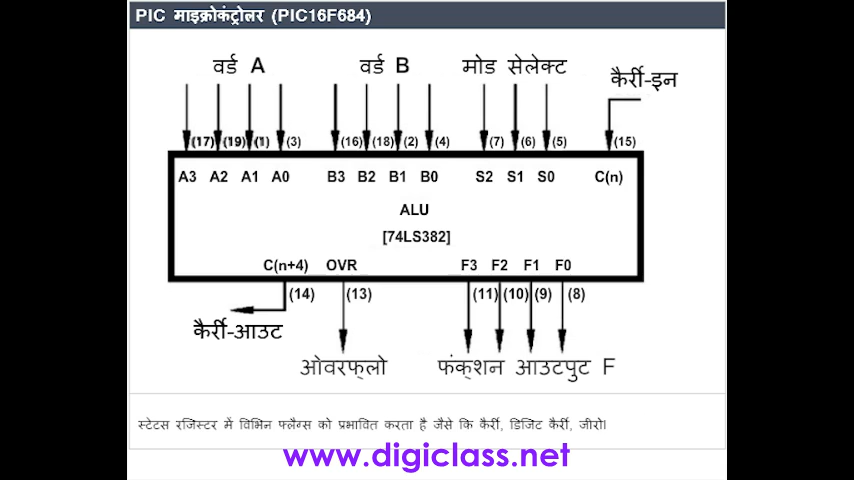 PIC माइक्रोकंट्रोलर (PIC16F684)
वर्ड A वर्ड B मोड सेलेक्ट कैर्री-इन
(17) (19) (1) (3) (16) (18) (2) (4) (7) (6) (5) (15)
A3 A2 A1 A0 B3 B2 B1 B0 S2 S1 S0 C(n)
ALU
[74LS382]
C(n+4) OVR F3 F2 F1 F0
(14) (13) (11) (10) (9) (8)
कैर्री-आउट
ओवरफ्लो फंक्शन आउटपुट F
स्टेटस रजिस्टर में विभिन फ्लैग्स को प्रभावित करता है जैसे कि कैर्री, डिजिट कैर्री, जीरो।
www.digiclass.net